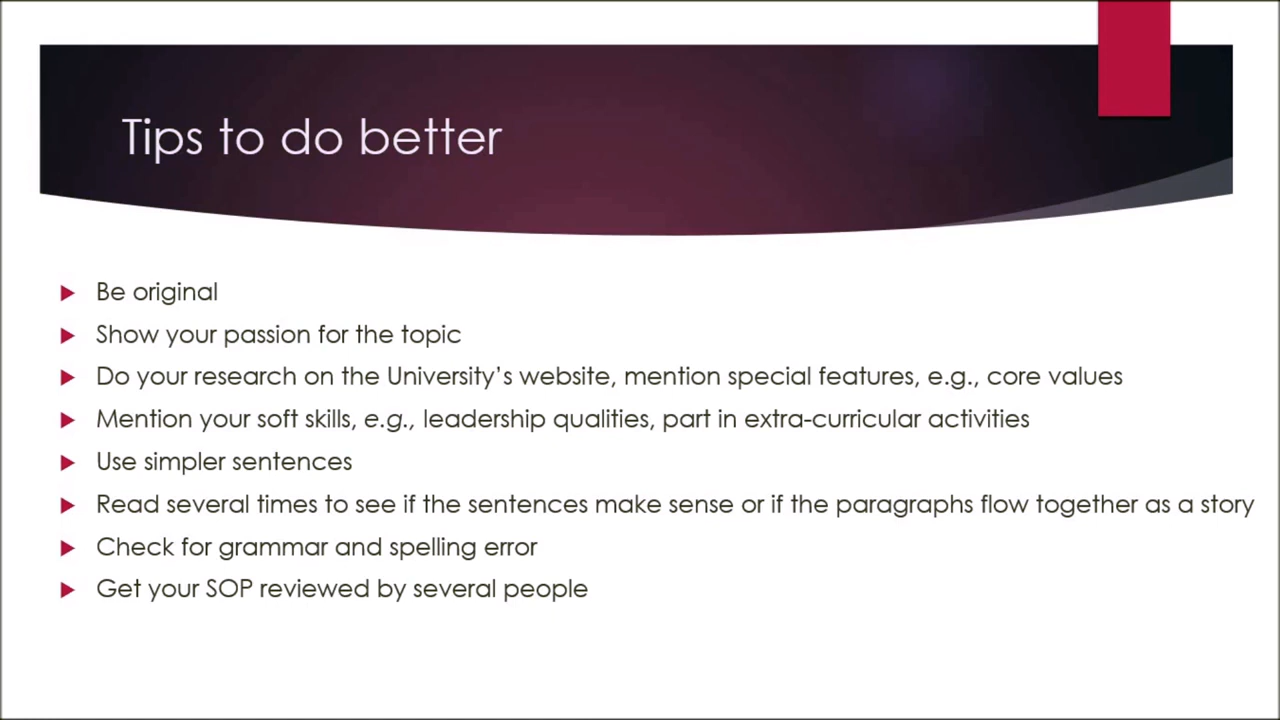 Tips to do better
Be original
Show your passion for the topic
Do your research on the University’s website, mention special features, e.g., core values
Mention your soft skills, e.g., leadership qualities, part in extra-curricular activities
Use simpler sentences
Read several times to see if the sentences make sense or if the paragraphs flow together as a story
Check for grammar and spelling error
Get your SOP reviewed by several people